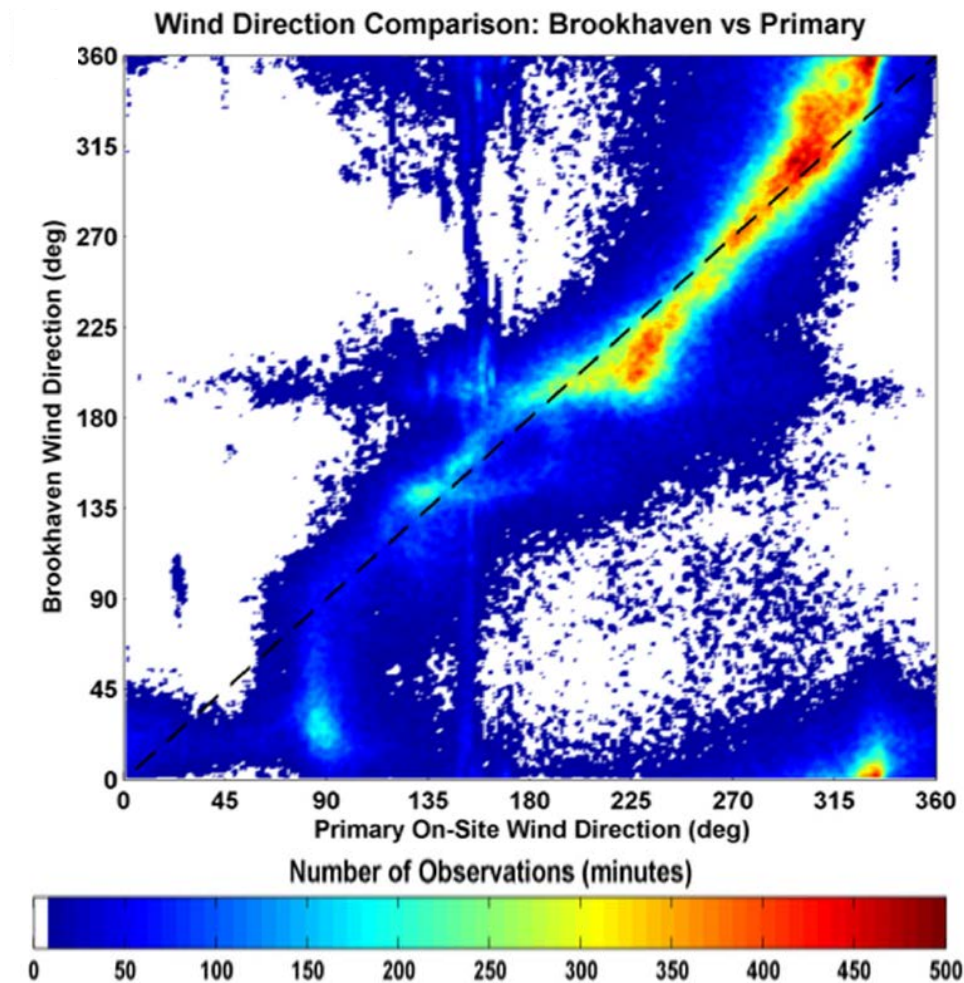 Wind Direction Comparison: Brookhaven vs Primary
360
315
270
225
180
135
90
45
0
Brookhaven Wind Direction (deg)
0 45 90 135 180 225 270 315 360
Primary On-Site Wind Direction (deg)
Number of Observations (minutes)
0 50 100 150 200 250 300 350 400 450 500